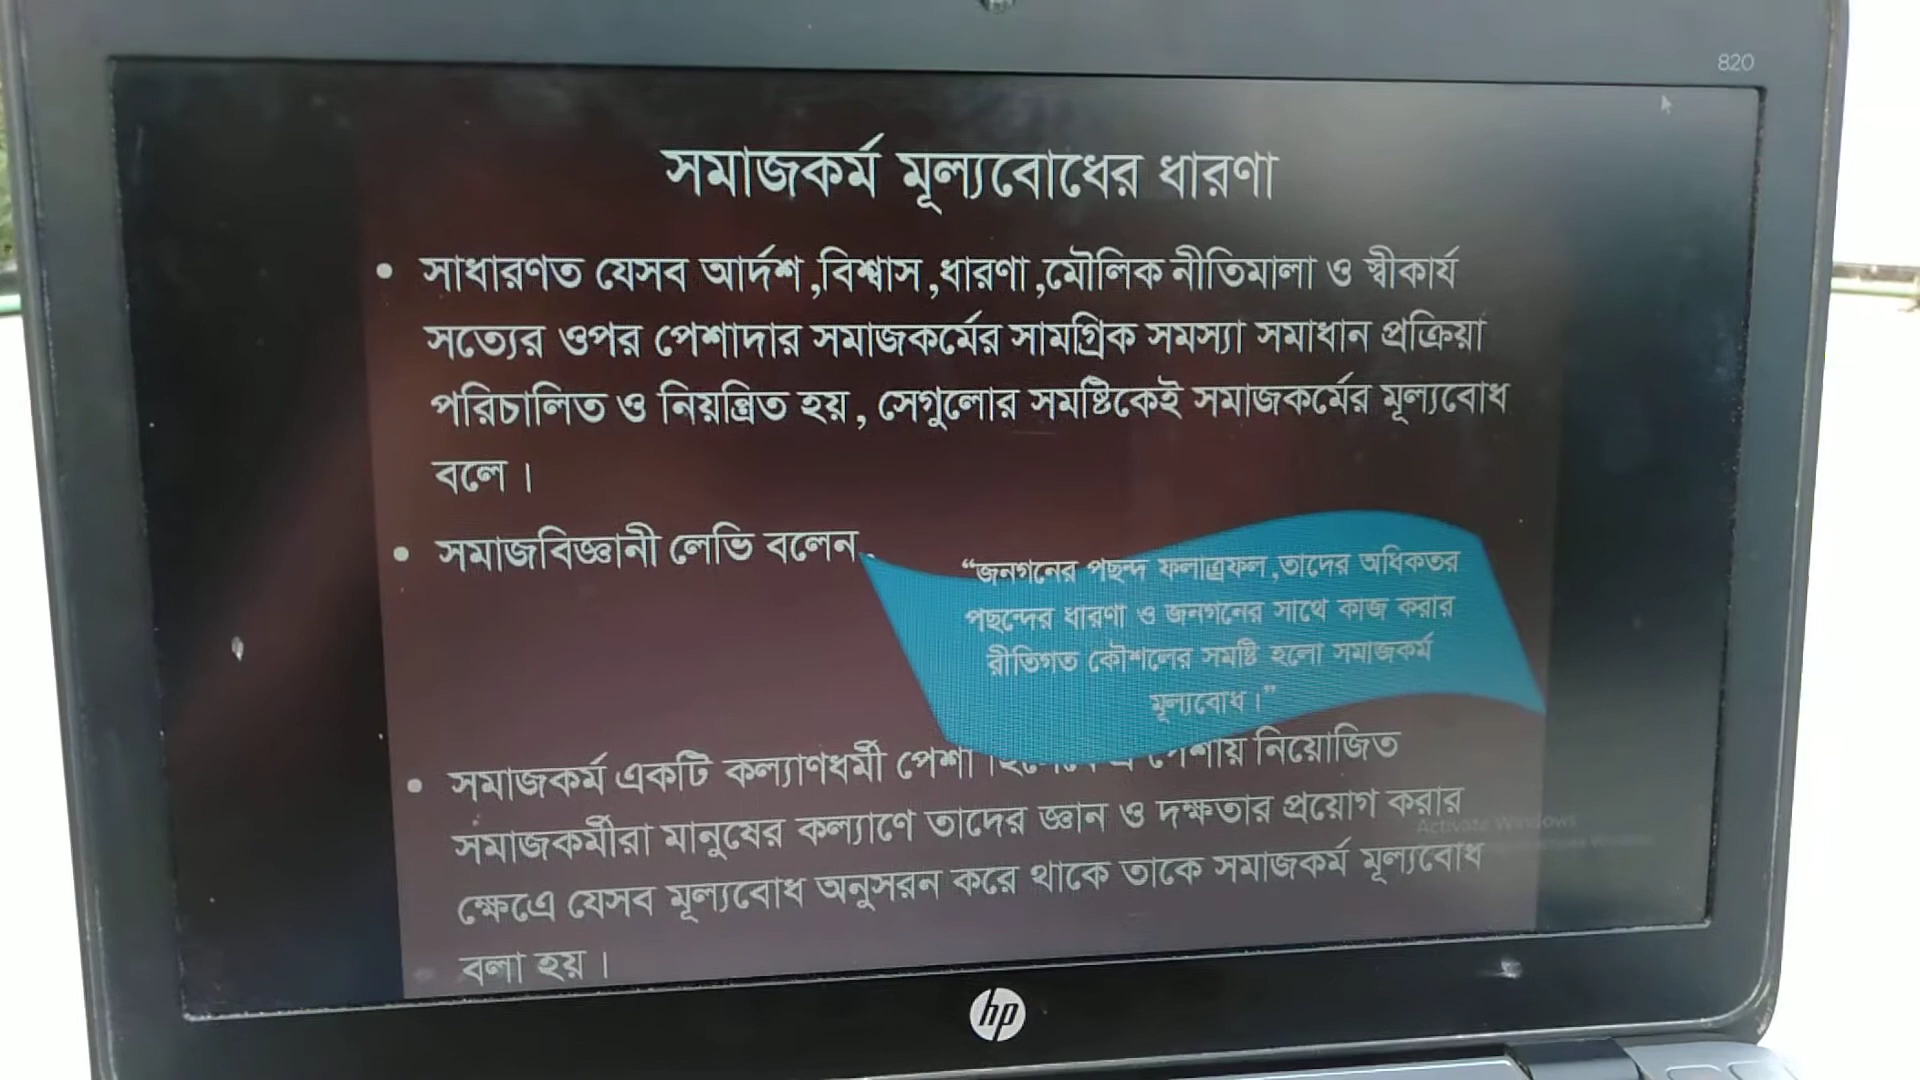 820
সমাজকর্ম মূল্যবোধের ধারণা
• সাধারণত যেসব আর্দশ ,বিশ্বাস ,ধারণা ,মৌলিক নীতিমালা ও স্বীকার্য
সত্যের ওপর পেশাদার সমাজকর্মের সামগ্রিক সমস্যা সমাধান প্রক্রিয়া
পরিচালিত ও নিয়ন্ত্রিত হয় , সেগুলোর সমষ্টিকেই সমাজকর্মের মূল্যবোধ
বলে ।
• সমাজবিজ্ঞানী লেভি বলেন
“জনগনের পছন্দ ,তাদের অধিকতর
পছন্দের ধারণা ও জনগনের সাথে কাজ করার
রীতিগত কৌশলের সমষ্টি হলো সমাজকর্ম
মূল্যবোধ ।”
• সমাজকর্ম একটি কল্যাণধর্মী পেশা নিয়োজিত
সমাজকর্মীরা মানুষের কল্যাণে তাদের জ্ঞান ও দক্ষতার প্রয়োগ করার
ক্ষেএে যেসব মূল্যবোধ অনুসরন করে থাকে তাকে সমাজকর্ম মূল্যবোধ
বলা হয় ।
Activate Windows
hp